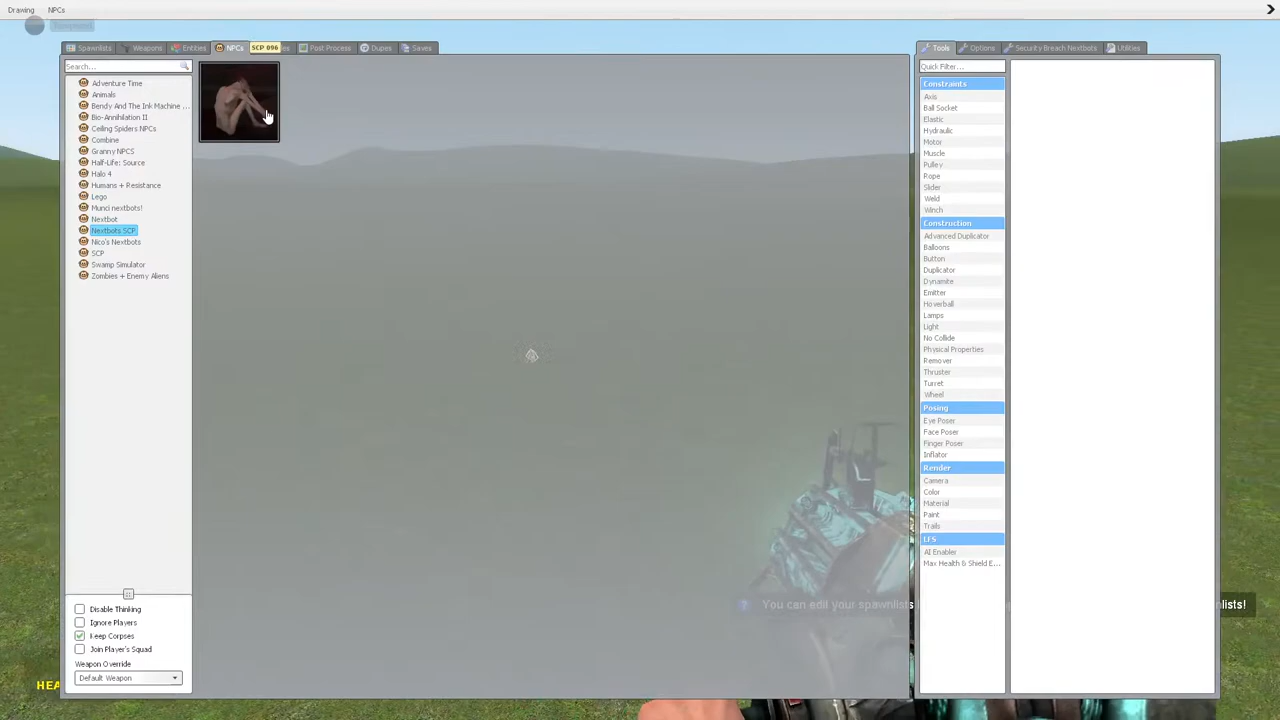 Drawing NPCs
Spawnlists Weapons Entities NPCs SCP 096 Post Process Dupes Saves
Search...
Adventure Time
Animals
Bendy And The Ink Machine ...
Bio-Annihilation II
Ceiling Spiders NPCs
Combine
Granny NPCS
Half-Life: Source
Halo 4
Humans + Resistance
Lego
Munci nextbots!
Nextbot
Nextbots SCP
Nico's Nextbots
SCP
Swamp Simulator
Zombies + Enemy Aliens
Disable Thinking
Ignore Players
Keep Corpses
Join Player's Squad
Weapon Override
Default Weapon
HEA
You can edit your spawnlists
lists!
Tools Options Security Breach Nextbots Utilities
Quick Filter...
Constraints
Axis
Ball Socket
Elastic
Hydraulic
Motor
Muscle
Pulley
Rope
Slider
Weld
Winch
Construction
Advanced Duplicator
Balloons
Button
Duplicator
Dynamite
Emitter
Hoverball
Lamps
Light
No Collide
Physical Properties
Remover
Thruster
Turret
Wheel
Posing
Eye Poser
Face Poser
Finger Poser
Inflator
Render
Camera
Color
Material
Paint
Trails
LFS
AI Enabler
Max Health & Shield E...